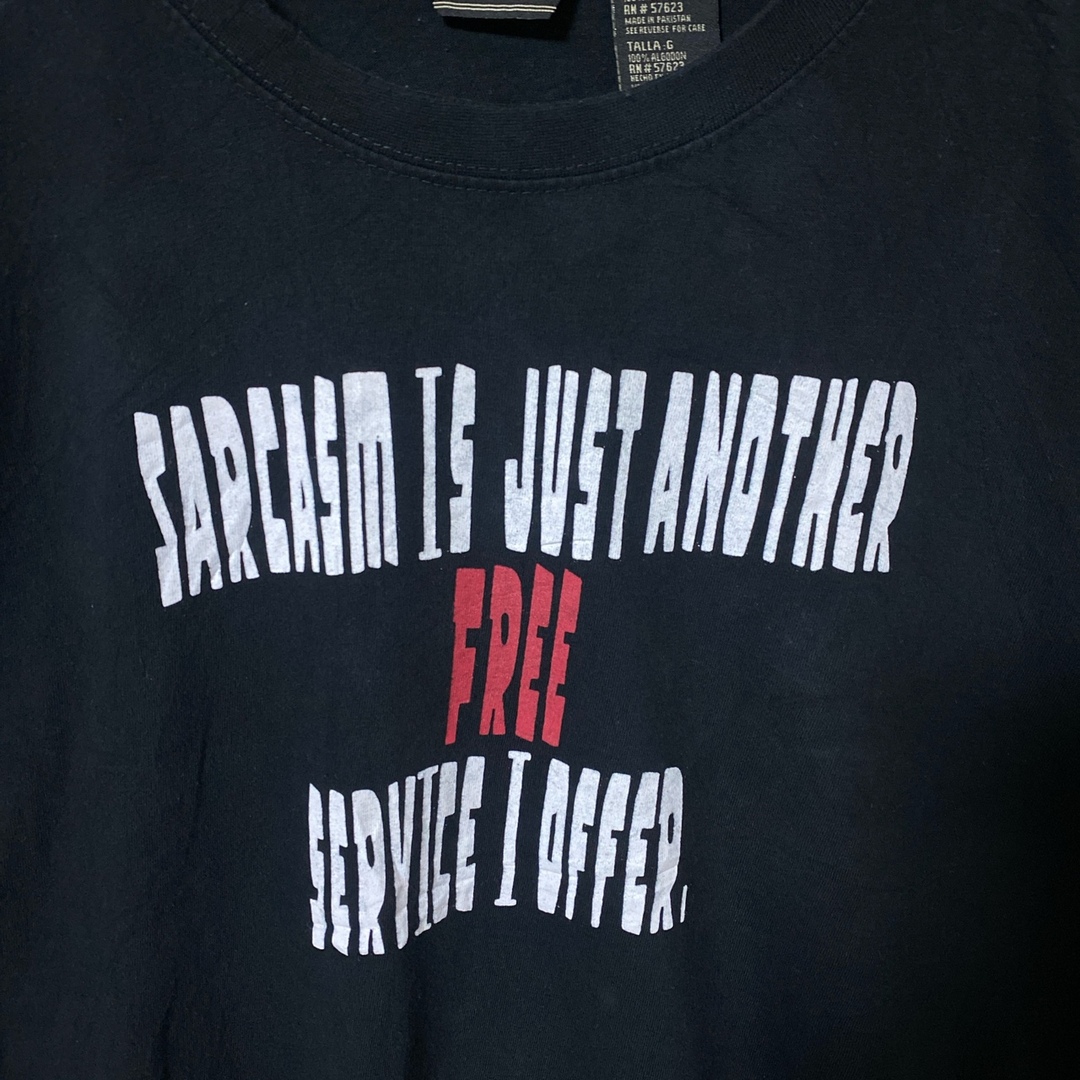 RN # 57623
MADE IN PAKISTAN
SEE REVERSE FOR CARE
TALLA : G
100% ALGODON
RN # 57623
SARCASM IS JUST ANOTHER
FREE
SERVICE I OFFER.